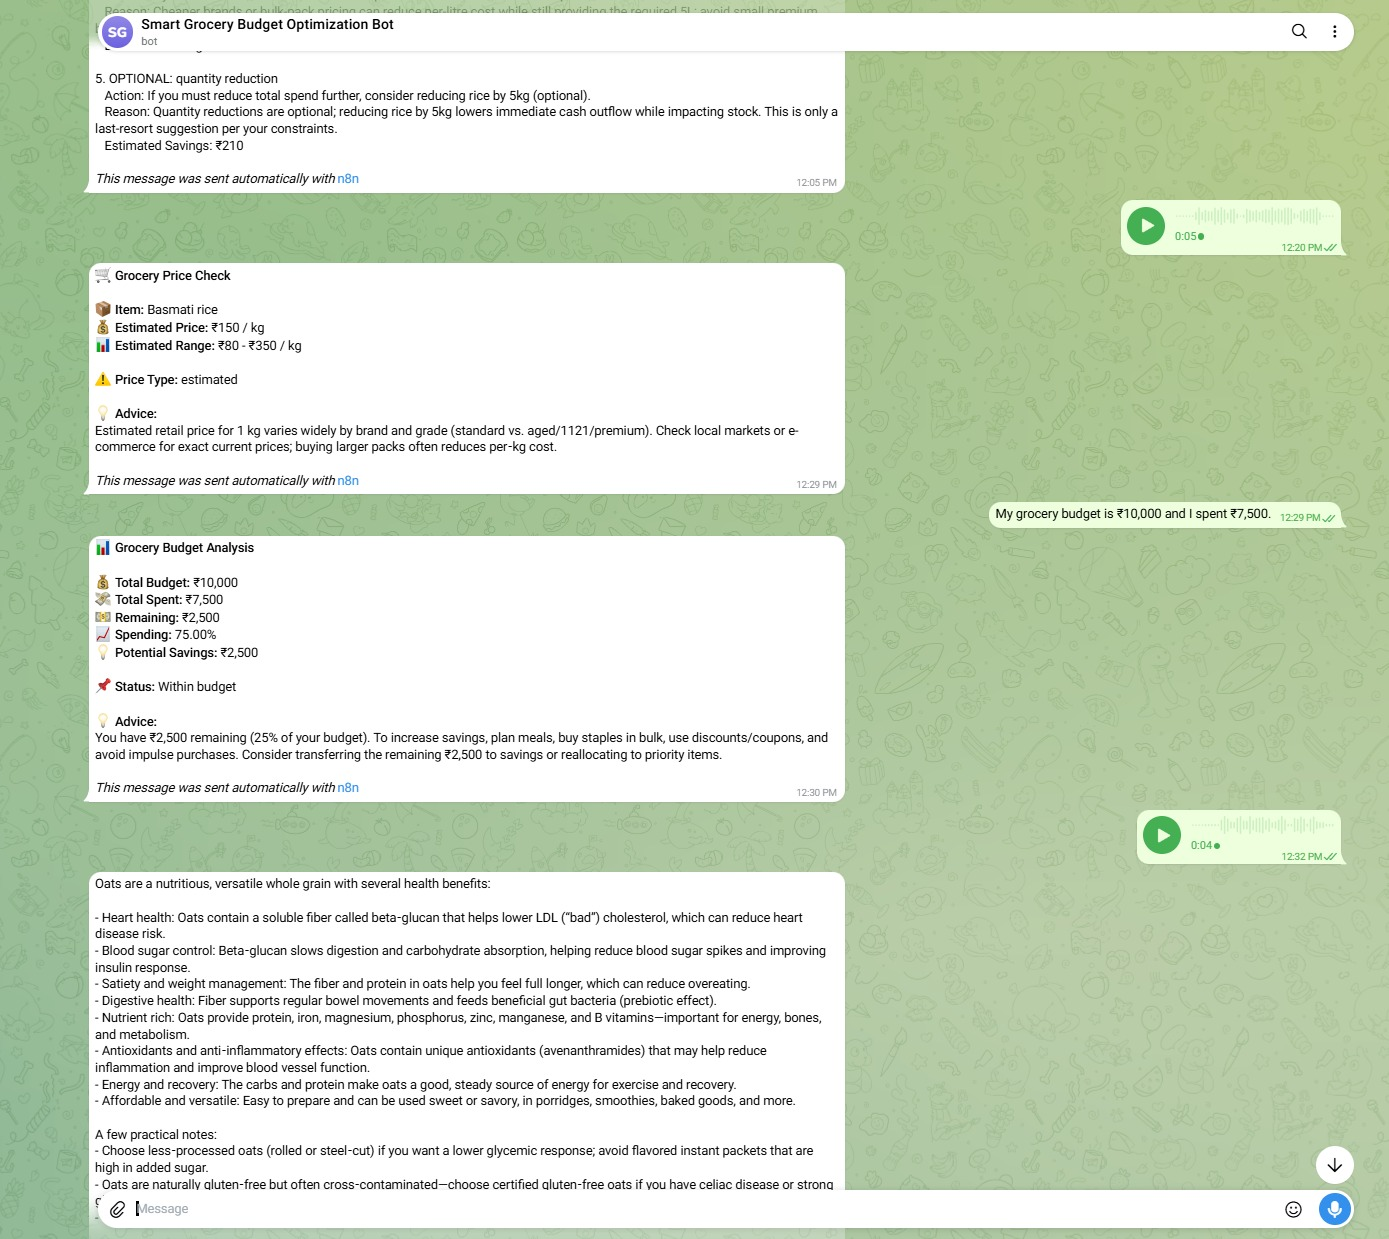 Reason: Cheaper brands or bulk-pack pricing can reduce per-litre cost while still providing the required 5L; avoid small premium
SG
Smart Grocery Budget Optimization Bot
bot
5. OPTIONAL: quantity reduction
Action: If you must reduce total spend further, consider reducing rice by 5kg (optional).
Reason: Quantity reductions are optional; reducing rice by 5kg lowers immediate cash outflow while impacting stock. This is only a
last-resort suggestion per your constraints.
Estimated Savings: ₹210
This message was sent automatically with n8n
12:05 PM
0:05
12:20 PM
🛒 Grocery Price Check
📦 Item: Basmati rice
💰 Estimated Price: ₹150 / kg
📊 Estimated Range: ₹80 - ₹350 / kg
⚠️ Price Type: estimated
💡 Advice:
Estimated retail price for 1 kg varies widely by brand and grade (standard vs. aged/1121/premium). Check local markets or e-
commerce for exact current prices; buying larger packs often reduces per-kg cost.
This message was sent automatically with n8n
12:29 PM
My grocery budget is ₹10,000 and I spent ₹7,500. 12:29 PM
📊 Grocery Budget Analysis
💰 Total Budget: ₹10,000
💸 Total Spent: ₹7,500
💵 Remaining: ₹2,500
📈 Spending: 75.00%
💡 Potential Savings: ₹2,500
📌 Status: Within budget
💡 Advice:
You have ₹2,500 remaining (25% of your budget). To increase savings, plan meals, buy staples in bulk, use discounts/coupons, and
avoid impulse purchases. Consider transferring the remaining ₹2,500 to savings or reallocating to priority items.
This message was sent automatically with n8n
12:30 PM
0:04
12:32 PM
Oats are a nutritious, versatile whole grain with several health benefits:
- Heart health: Oats contain a soluble fiber called beta-glucan that helps lower LDL (“bad”) cholesterol, which can reduce heart
disease risk.
- Blood sugar control: Beta-glucan slows digestion and carbohydrate absorption, helping reduce blood sugar spikes and improving
insulin response.
- Satiety and weight management: The fiber and protein in oats help you feel full longer, which can reduce overeating.
- Digestive health: Fiber supports regular bowel movements and feeds beneficial gut bacteria (prebiotic effect).
- Nutrient rich: Oats provide protein, iron, magnesium, phosphorus, zinc, manganese, and B vitamins—important for energy, bones,
and metabolism.
- Antioxidants and anti-inflammatory effects: Oats contain unique antioxidants (avenanthramides) that may help reduce
inflammation and improve blood vessel function.
- Energy and recovery: The carbs and protein make oats a good, steady source of energy for exercise and recovery.
- Affordable and versatile: Easy to prepare and can be used sweet or savory, in porridges, smoothies, baked goods, and more.
A few practical notes:
- Choose less-processed oats (rolled or steel-cut) if you want a lower glycemic response; avoid flavored instant packets that are
high in added sugar.
- Oats are naturally gluten-free but often cross-contaminated—choose certified gluten-free oats if you have celiac disease or strong
Message